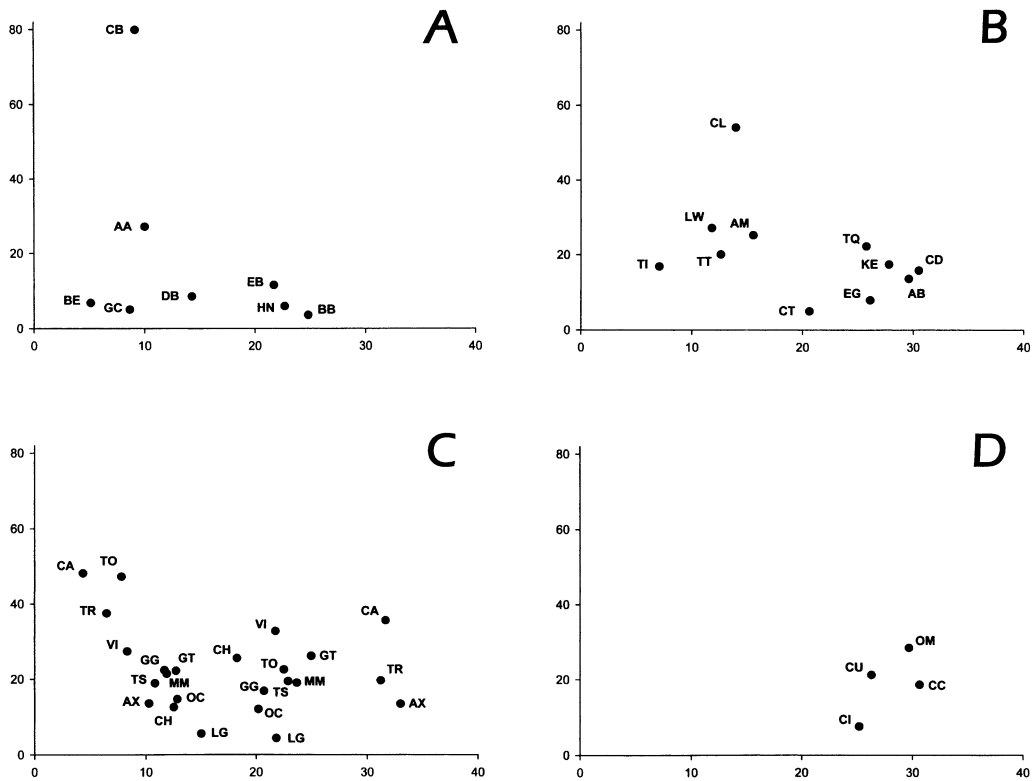 A
80
CB
60
40
AA
20
EB
DB
BE
GC
HN
BB
0
0
10
20
30
40
B
80
CL
60
40
LW
AM
TQ
20
TI
TT
KE
CD
EG
AB
CT
0
0
10
20
30
40
C
80
60
CA
TO
40
TR
CA
VI
VI
CH
GG
GT
TO
GT
TR
20
TS
MM
GG
TS
MM
AX
OC
AX
CH
OC
LG
LG
0
0
10
20
30
40
D
80
60
40
OM
CU
20
CC
CI
0
0
10
20
30
40